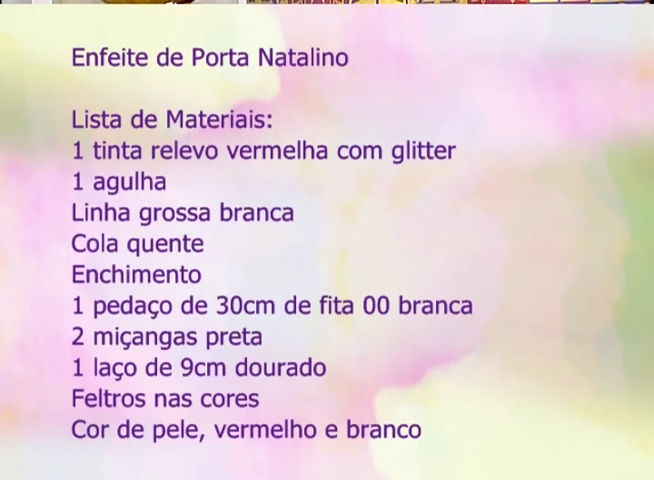 Enfeite de Porta Natalino
Lista de Materiais:
1 tinta relevo vermelha com glitter
1 agulha
Linha grossa branca
Cola quente
Enchimento
1 pedaço de 30cm de fita 00 branca
2 miçangas preta
1 laço de 9cm dourado
Feltros nas cores
Cor de pele, vermelho e branco